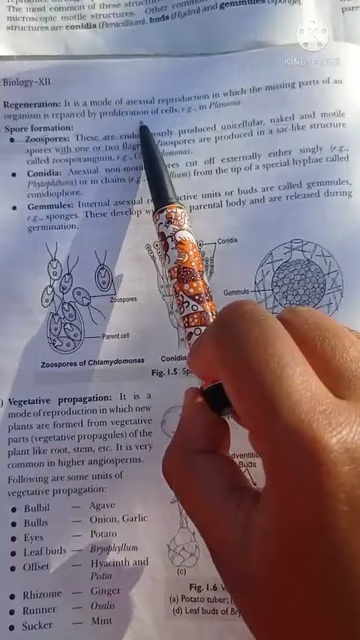 The most common of these
microscopic motile structures. Other common
structures are conidia (Penicillium), buds (Hydra) and gemmules (sponge).
MIRCHI
Biology-XII
Regeneration: It is a mode of asexual reproduction in which the missing parts of an
organism is repaired by proliferation of cells, e.g., in Planaria.
Spore formation:
Zoospores: These are produced unicellular, naked and motile
spores with one or two Zoospores are produced in a sac-like structure
called zoosporangium, e.g.,
Conidia: Asexual cut off externally either singly (e.g.,
Phytophthora) or in chains from the tip of a special hyphae called
conidiophore.
Gemmules: Internal asexual units or buds are called gemmules,
e.g., sponges. These develop parental body and are released during
germination.
Conidia
Zoospores
Gemmule
Parent cell
Zoospores of Chlamydomonas
Conidia
Fig. 1.5
Vegetative propagation: It is a
mode of reproduction in which new
plants are formed from vegetative
parts (vegetative propagules) of the
plant like root, stem, etc. It is very
common in higher angiosperms.
Following are some units of
vegetative propagation:
Bulbil — Agave
Bulbs — Onion, Garlic
Eyes — Potato
Leaf buds — Bryophyllum
Offset — Hyacinth and
Pistia
Rhizome — Ginger
Runner — Oxalis
Sucker — Mint
Buds
(c)
Fig. 1.6
(a) Potato tuber;
(d) Leaf buds of